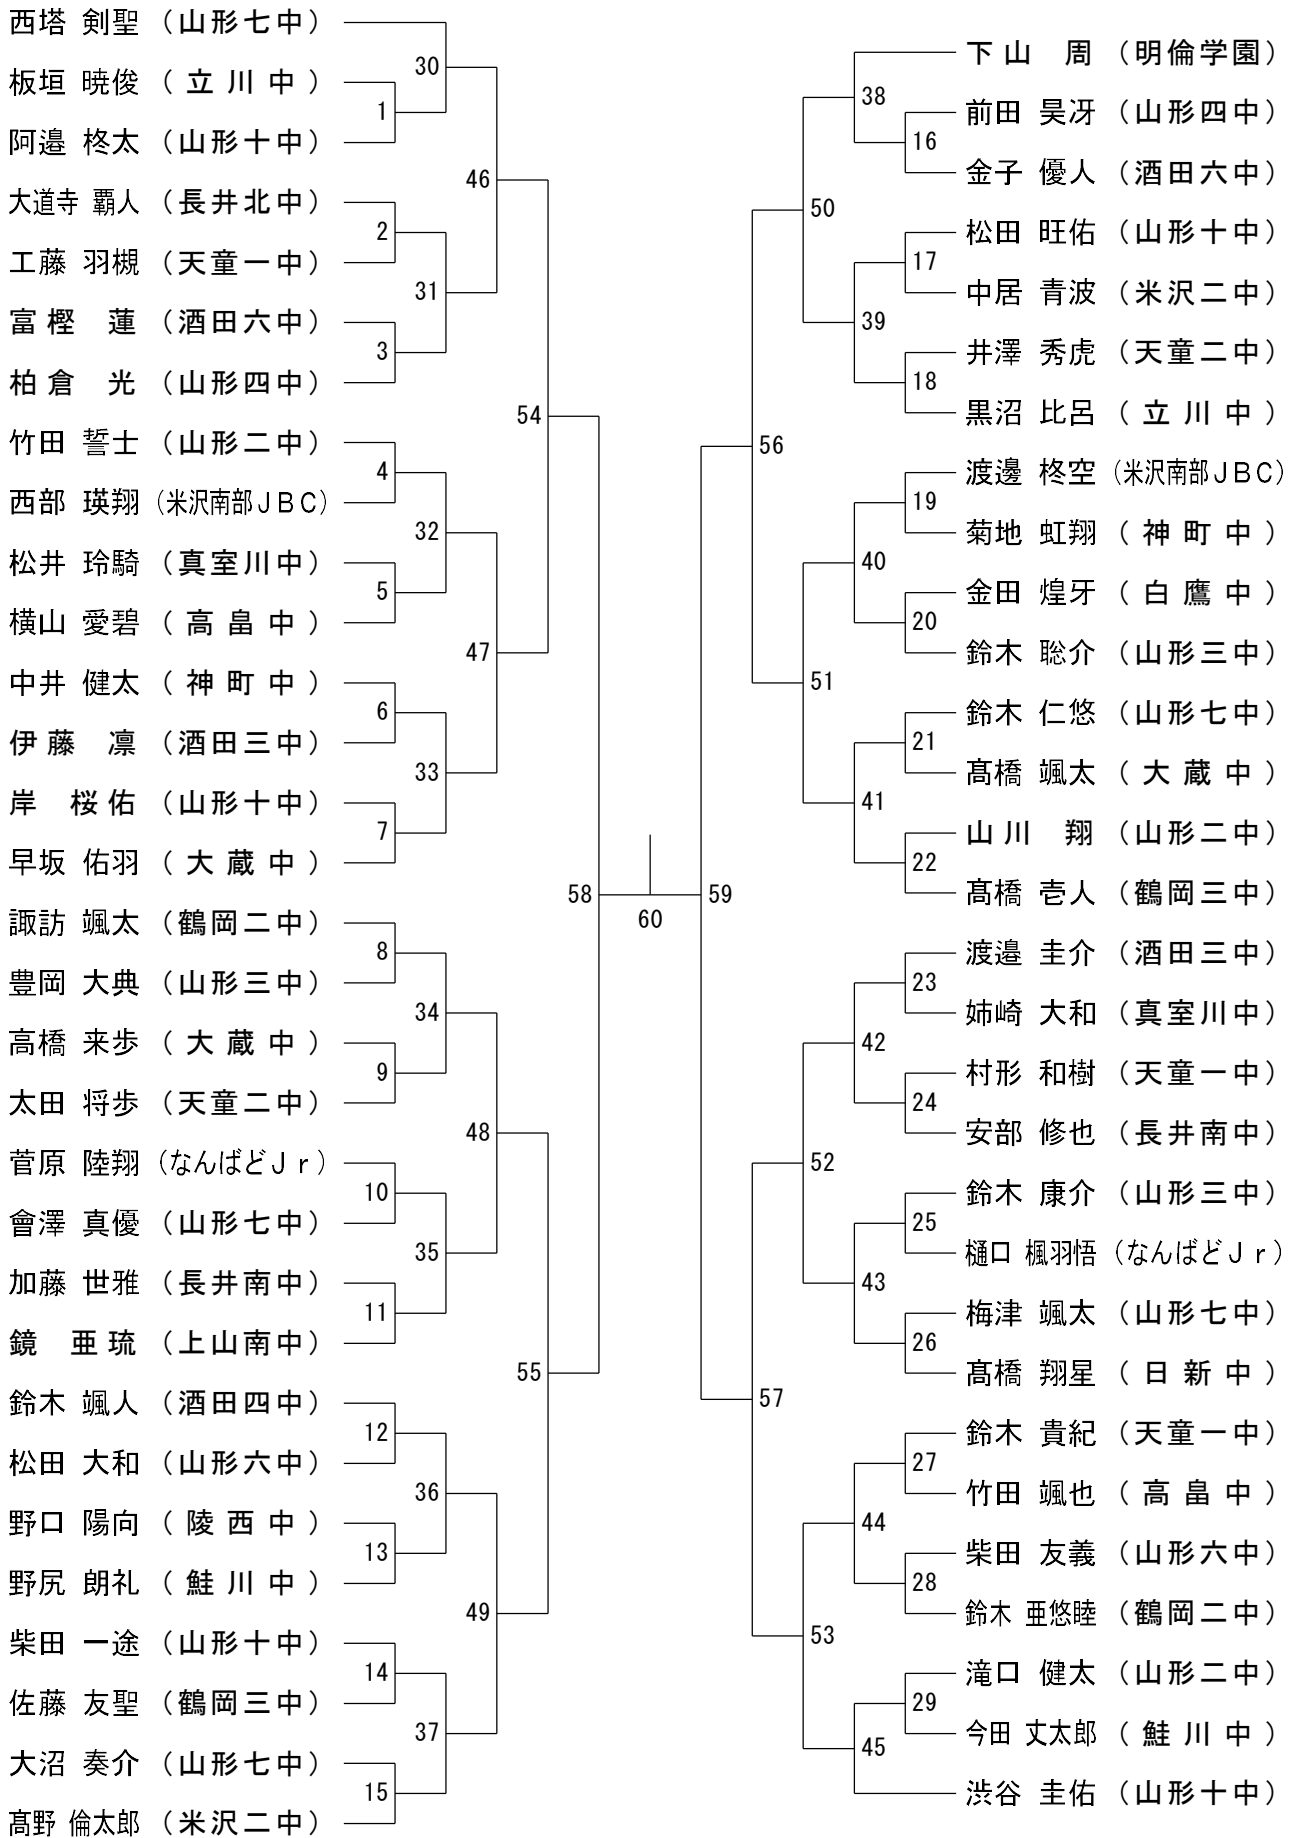 西塔 剣聖 （山形七中）
板垣 暁俊 （立川中）
阿邉 柊太 （山形十中）
大道寺 覇人 （長井北中）
工藤 羽槻 （天童一中）
富樫 蓮 （酒田六中）
柏倉 光 （山形四中）
竹田 誓士 （山形二中）
西部 瑛翔 （米沢南部ＪＢＣ）
松井 玲騎 （真室川中）
横山 愛碧 （高畠中）
中井 健太 （神町中）
伊藤 凛 （酒田三中）
岸 桜佑 （山形十中）
早坂 佑羽 （大蔵中）
諏訪 颯太 （鶴岡二中）
豊岡 大典 （山形三中）
高橋 来歩 （大蔵中）
太田 将歩 （天童二中）
菅原 陸翔 （なんばどＪｒ）
會澤 真優 （山形七中）
加藤 世雅 （長井南中）
鏡 亜琉 （上山南中）
鈴木 颯人 （酒田四中）
松田 大和 （山形六中）
野口 陽向 （陵西中）
野尻 朗礼 （鮭川中）
柴田 一途 （山形十中）
佐藤 友聖 （鶴岡三中）
大沼 奏介 （山形七中）
髙野 倫太郎 （米沢二中）
1
2
3
4
5
6
7
8
9
10
11
12
13
14
15
30
31
32
33
34
35
36
37
46
47
48
49
54
55
58
60
59
56
57
50
51
52
53
38
39
40
41
42
43
44
45
16
17
18
19
20
21
22
23
24
25
26
27
28
29
下山 周 （明倫学園）
前田 昊冴 （山形四中）
金子 優人 （酒田六中）
松田 旺佑 （山形十中）
中居 青波 （米沢二中）
井澤 秀虎 （天童二中）
黒沼 比呂 （立川中）
渡邊 柊空 （米沢南部ＪＢＣ）
菊地 虹翔 （神町中）
金田 煌牙 （白鷹中）
鈴木 聡介 （山形三中）
鈴木 仁悠 （山形七中）
髙橋 颯太 （大蔵中）
山川 翔 （山形二中）
髙橋 壱人 （鶴岡三中）
渡邉 圭介 （酒田三中）
姉崎 大和 （真室川中）
村形 和樹 （天童一中）
安部 修也 （長井南中）
鈴木 康介 （山形三中）
樋口 楓羽悟 （なんばどＪｒ）
梅津 颯太 （山形七中）
髙橋 翔星 （日新中）
鈴木 貴紀 （天童一中）
竹田 颯也 （高畠中）
柴田 友義 （山形六中）
鈴木 亜悠睦 （鶴岡二中）
滝口 健太 （山形二中）
今田 丈太郎 （鮭川中）
渋谷 圭佑 （山形十中）